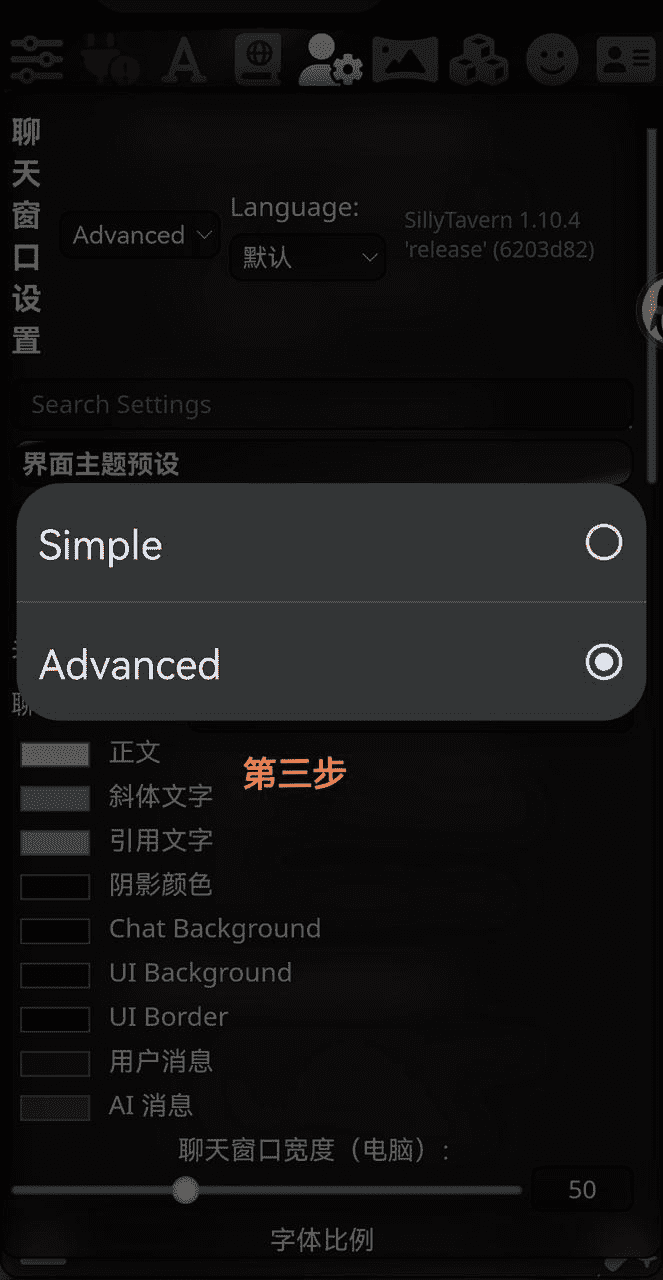 聊天窗口设置
Advanced
Language:
默认
SillyTavern 1.10.4
'release' (6203d82)
Search Settings
界面主题预设
Simple
Advanced
正文
第三步
斜体文字
引用文字
阴影颜色
Chat Background
UI Background
UI Border
用户消息
AI 消息
聊天窗口宽度（电脑）:
50
字体比例